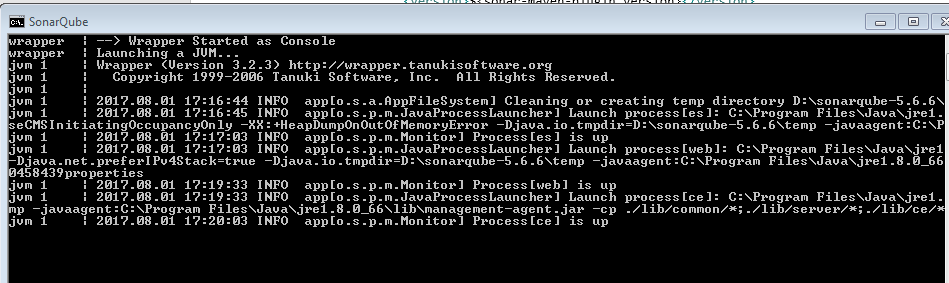 SonarQube
wrapper  | --> Wrapper Started as Console
wrapper  | Launching a JVM...
jvm 1    | Wrapper (Version 3.2.3) http://wrapper.tanukisoftware.org
jvm 1    |   Copyright 1999-2006 Tanuki Software, Inc.  All Rights Reserved.
jvm 1    |
jvm 1    | 2017.08.01 17:16:44 INFO  app[o.s.a.AppFileSystem] Cleaning or creating temp directory D:\sonarqube-5.6.6\
jvm 1    | 2017.08.01 17:16:45 INFO  app[o.s.p.m.JavaProcessLauncher] Launch process[es]: C:\Program Files\Java\jre1.
seCMSInitiatingOccupancyOnly -XX:+HeapDumpOnOutOfMemoryError -Djava.io.tmpdir=D:\sonarqube-5.6.6\temp -javaagent:C:\P
jvm 1    | 2017.08.01 17:17:03 INFO  app[o.s.p.m.Monitor] Process[es] is up
jvm 1    | 2017.08.01 17:17:03 INFO  app[o.s.p.m.JavaProcessLauncher] Launch process[web]: C:\Program Files\Java\jre1
-Djava.net.preferIPv4Stack=true -Djava.io.tmpdir=D:\sonarqube-5.6.6\temp -javaagent:C:\Program Files\Java\jre1.8.0_66
0458439properties
jvm 1    | 2017.08.01 17:19:33 INFO  app[o.s.p.m.Monitor] Process[web] is up
jvm 1    | 2017.08.01 17:19:33 INFO  app[o.s.p.m.JavaProcessLauncher] Launch process[ce]: C:\Program Files\Java\jre1.
mp -javaagent:C:\Program Files\Java\jre1.8.0_66\lib\management-agent.jar -cp ./lib/common/*;./lib/server/*;./lib/ce/*
jvm 1    | 2017.08.01 17:20:03 INFO  app[o.s.p.m.Monitor] Process[ce] is up